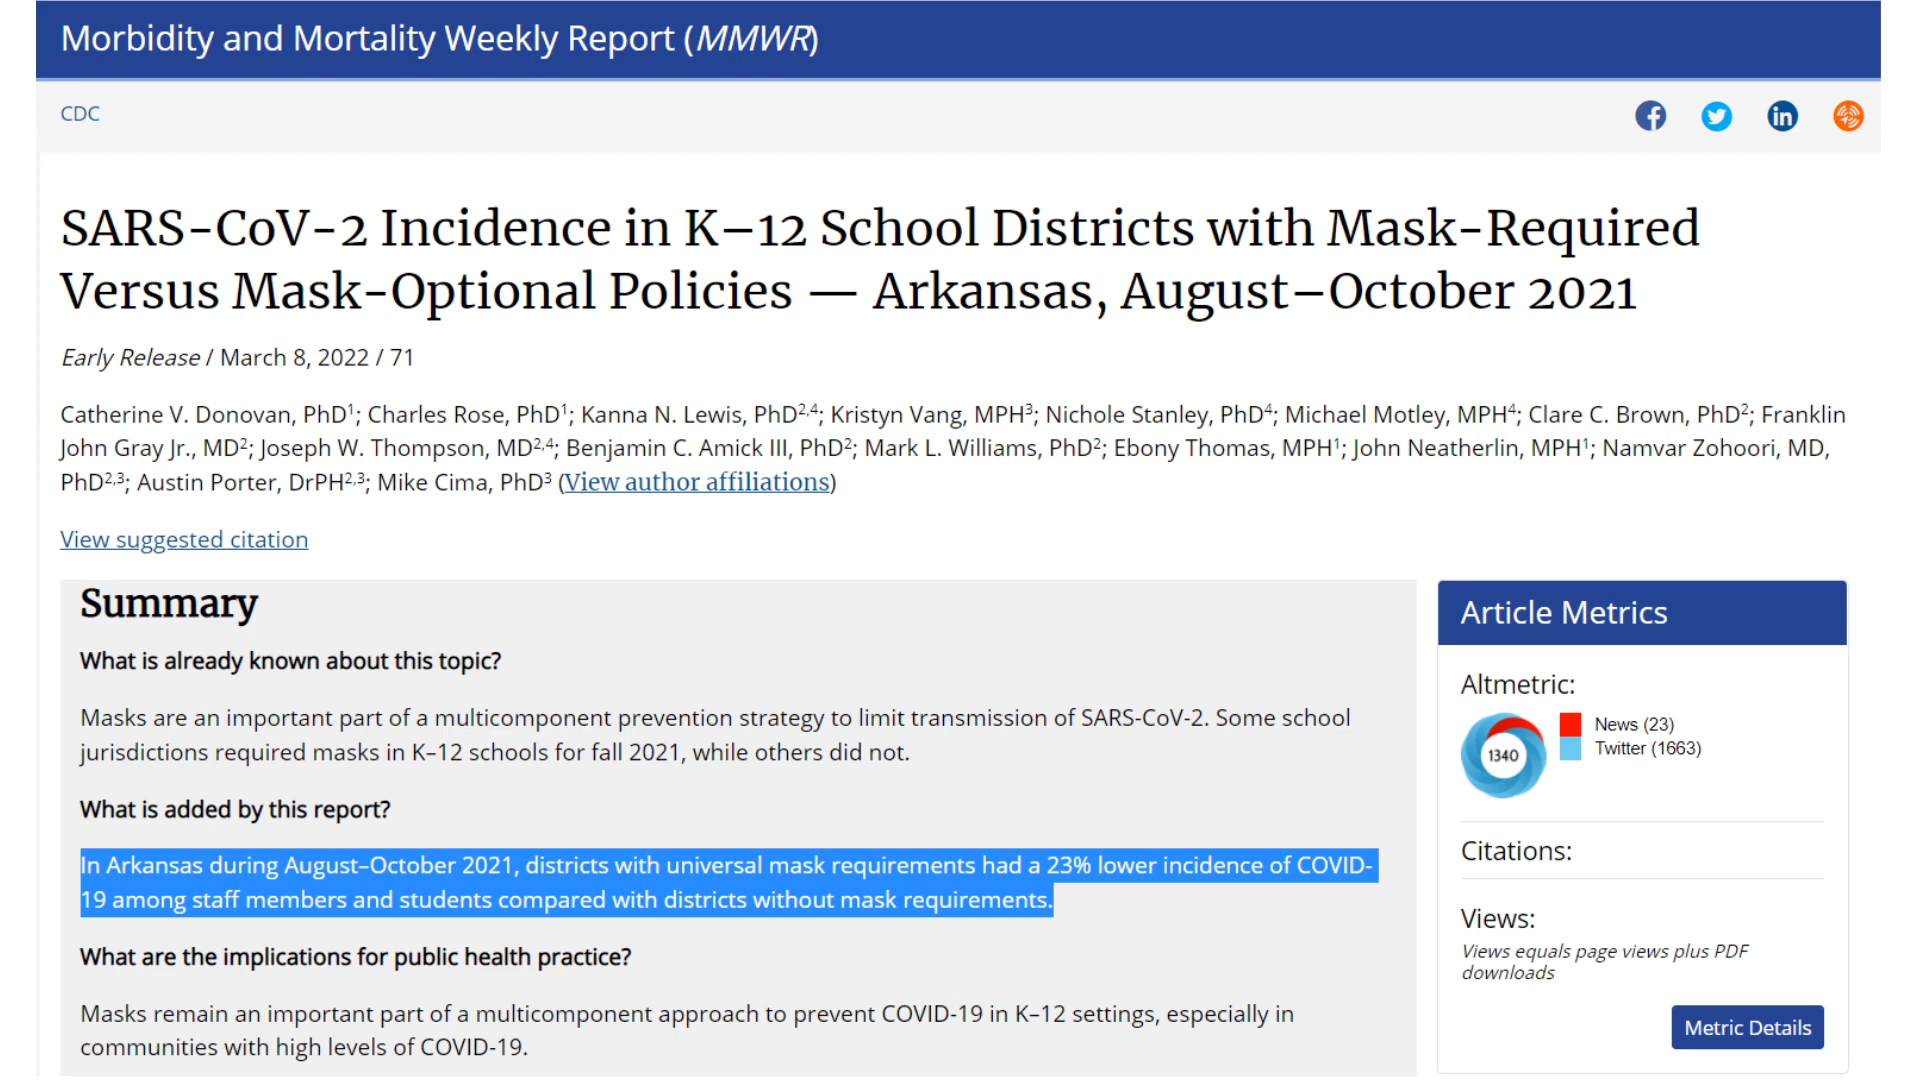 Morbidity and Mortality Weekly Report (MMWR)
CDC
SARS-CoV-2 Incidence in K–12 School Districts with Mask-Required
Versus Mask-Optional Policies — Arkansas, August–October 2021
Early Release / March 8, 2022 / 71
Catherine V. Donovan, PhD1; Charles Rose, PhD1; Kanna N. Lewis, PhD2,4; Kristyn Vang, MPH3; Nichole Stanley, PhD4; Michael Motley, MPH4; Clare C. Brown, PhD2; Franklin
John Gray Jr., MD2; Joseph W. Thompson, MD2,4; Benjamin C. Amick III, PhD2; Mark L. Williams, PhD2; Ebony Thomas, MPH1; John Neatherlin, MPH1; Namvar Zohoori, MD,
PhD2,3; Austin Porter, DrPH2,3; Mike Cima, PhD3 (View author affiliations)
View suggested citation
Summary
What is already known about this topic?
Masks are an important part of a multicomponent prevention strategy to limit transmission of SARS-CoV-2. Some school
jurisdictions required masks in K–12 schools for fall 2021, while others did not.
What is added by this report?
In Arkansas during August–October 2021, districts with universal mask requirements had a 23% lower incidence of COVID-
19 among staff members and students compared with districts without mask requirements.
What are the implications for public health practice?
Masks remain an important part of a multicomponent approach to prevent COVID-19 in K–12 settings, especially in
communities with high levels of COVID-19.
Article Metrics
Altmetric:
1340
News (23)
Twitter (1663)
Citations:
Views:
Views equals page views plus PDF
downloads
Metric Details